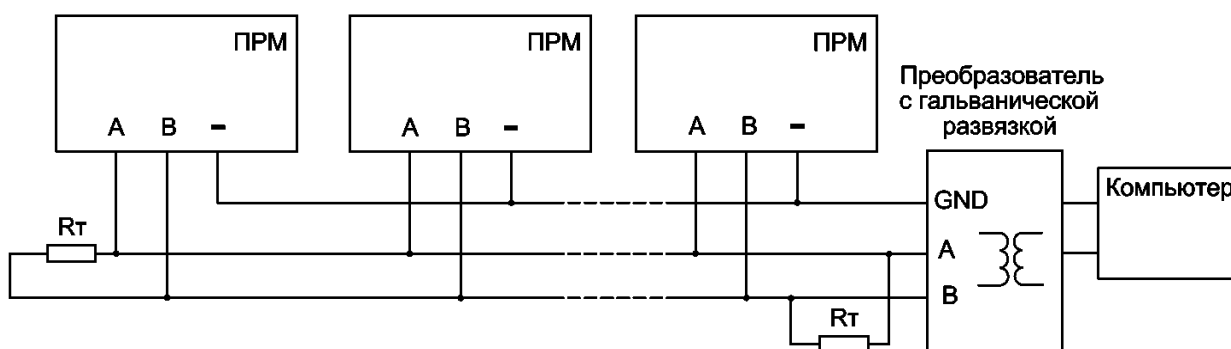 ПРМ
ПРМ
ПРМ
Преобразователь
с гальванической
развязкой
A B -
A B -
A B -
GND
Компьютер
Rт
A
B
Rт